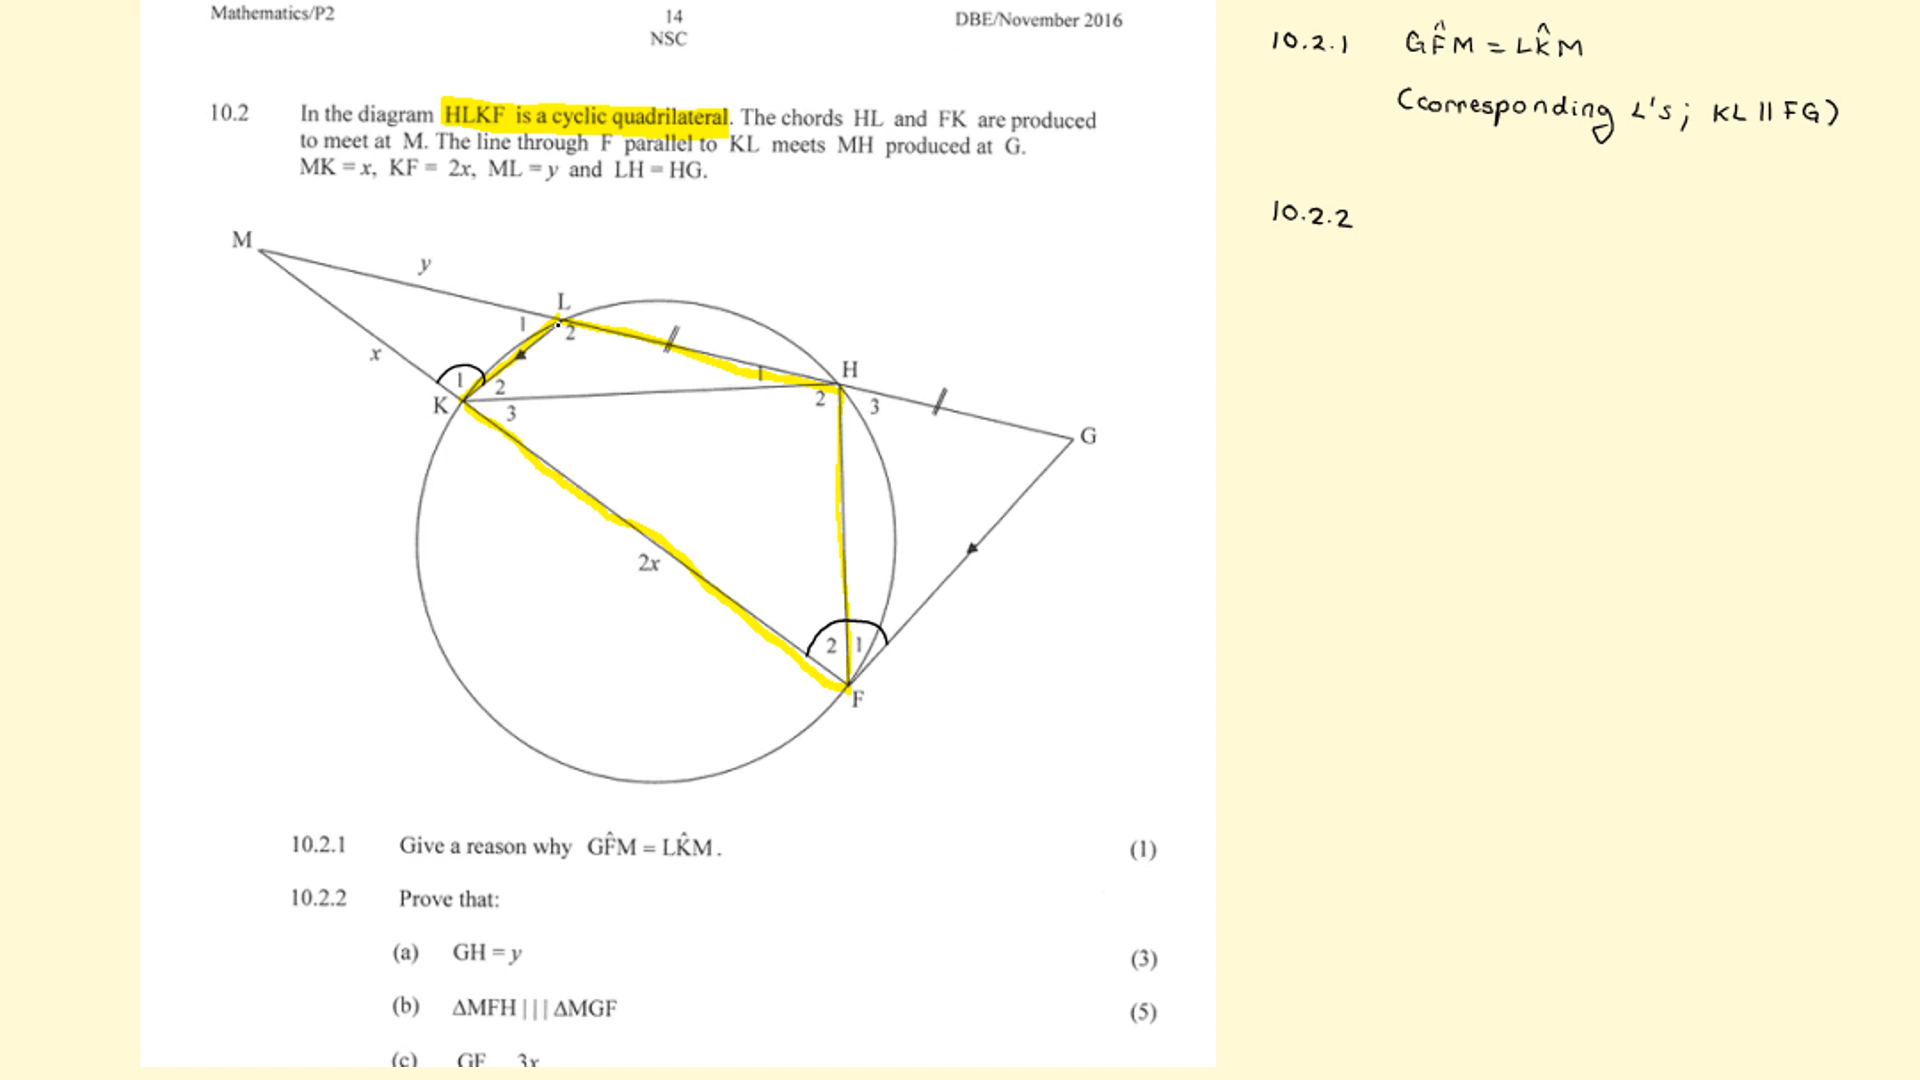 Mathematics/P2
14
NSC
DBE/November 2016
10.2 In the diagram HLKF is a cyclic quadrilateral. The chords HL and FK are produced
to meet at M. The line through F parallel to KL meets MH produced at G.
MK = x, KF = 2x, ML = y and LH = HG.
M
y
L
1
2
x
1
2
K
3
1
H
2
3
G
2x
2
1
F
10.2.1 Give a reason why GF̂M = LK̂M. (1)
10.2.2 Prove that:
(a) GH = y (3)
(b) ΔMFH ||| ΔMGF (5)
(c) GF 3x
10.2.1 GF̂M = LK̂M
(corresponding L's; KL || FG)
10.2.2